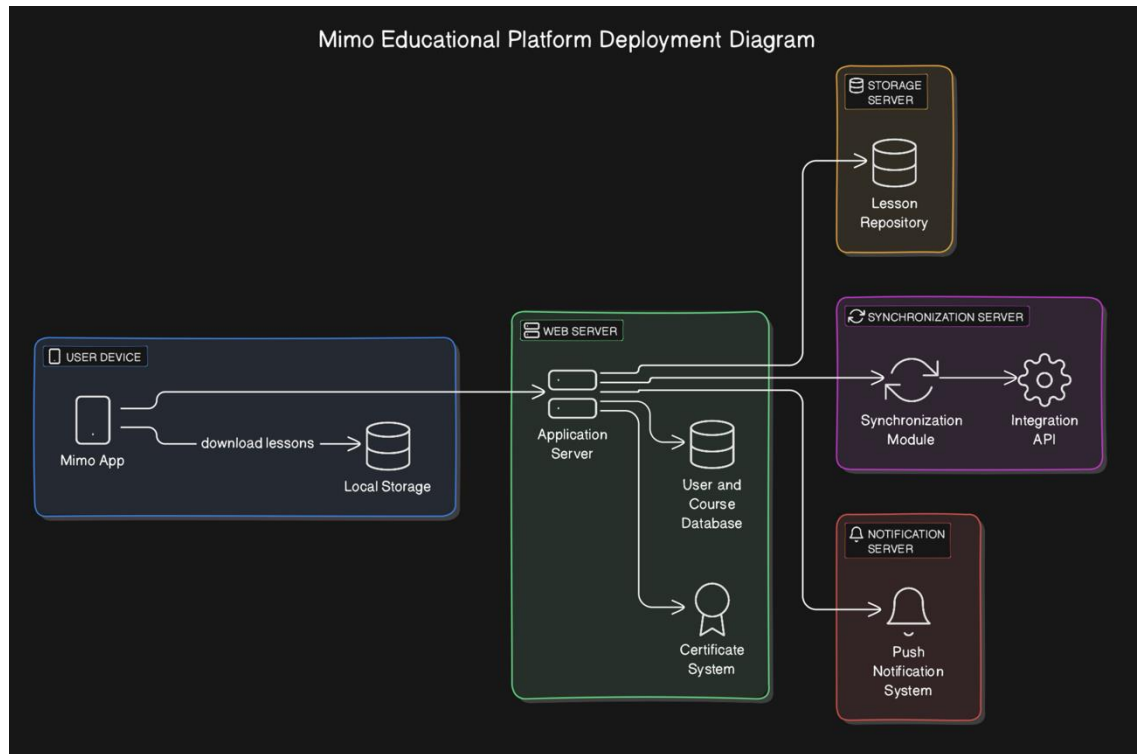 Mimo Educational Platform Deployment Diagram
STORAGE
SERVER
Lesson
Repository
SYNCHRONIZATION SERVER
Synchronization
Module
Integration
API
WEB SERVER
Application
Server
User and
Course
Database
Certificate
System
USER DEVICE
Mimo App
download lessons
Local Storage
NOTIFICATION
SERVER
Push
Notification
System